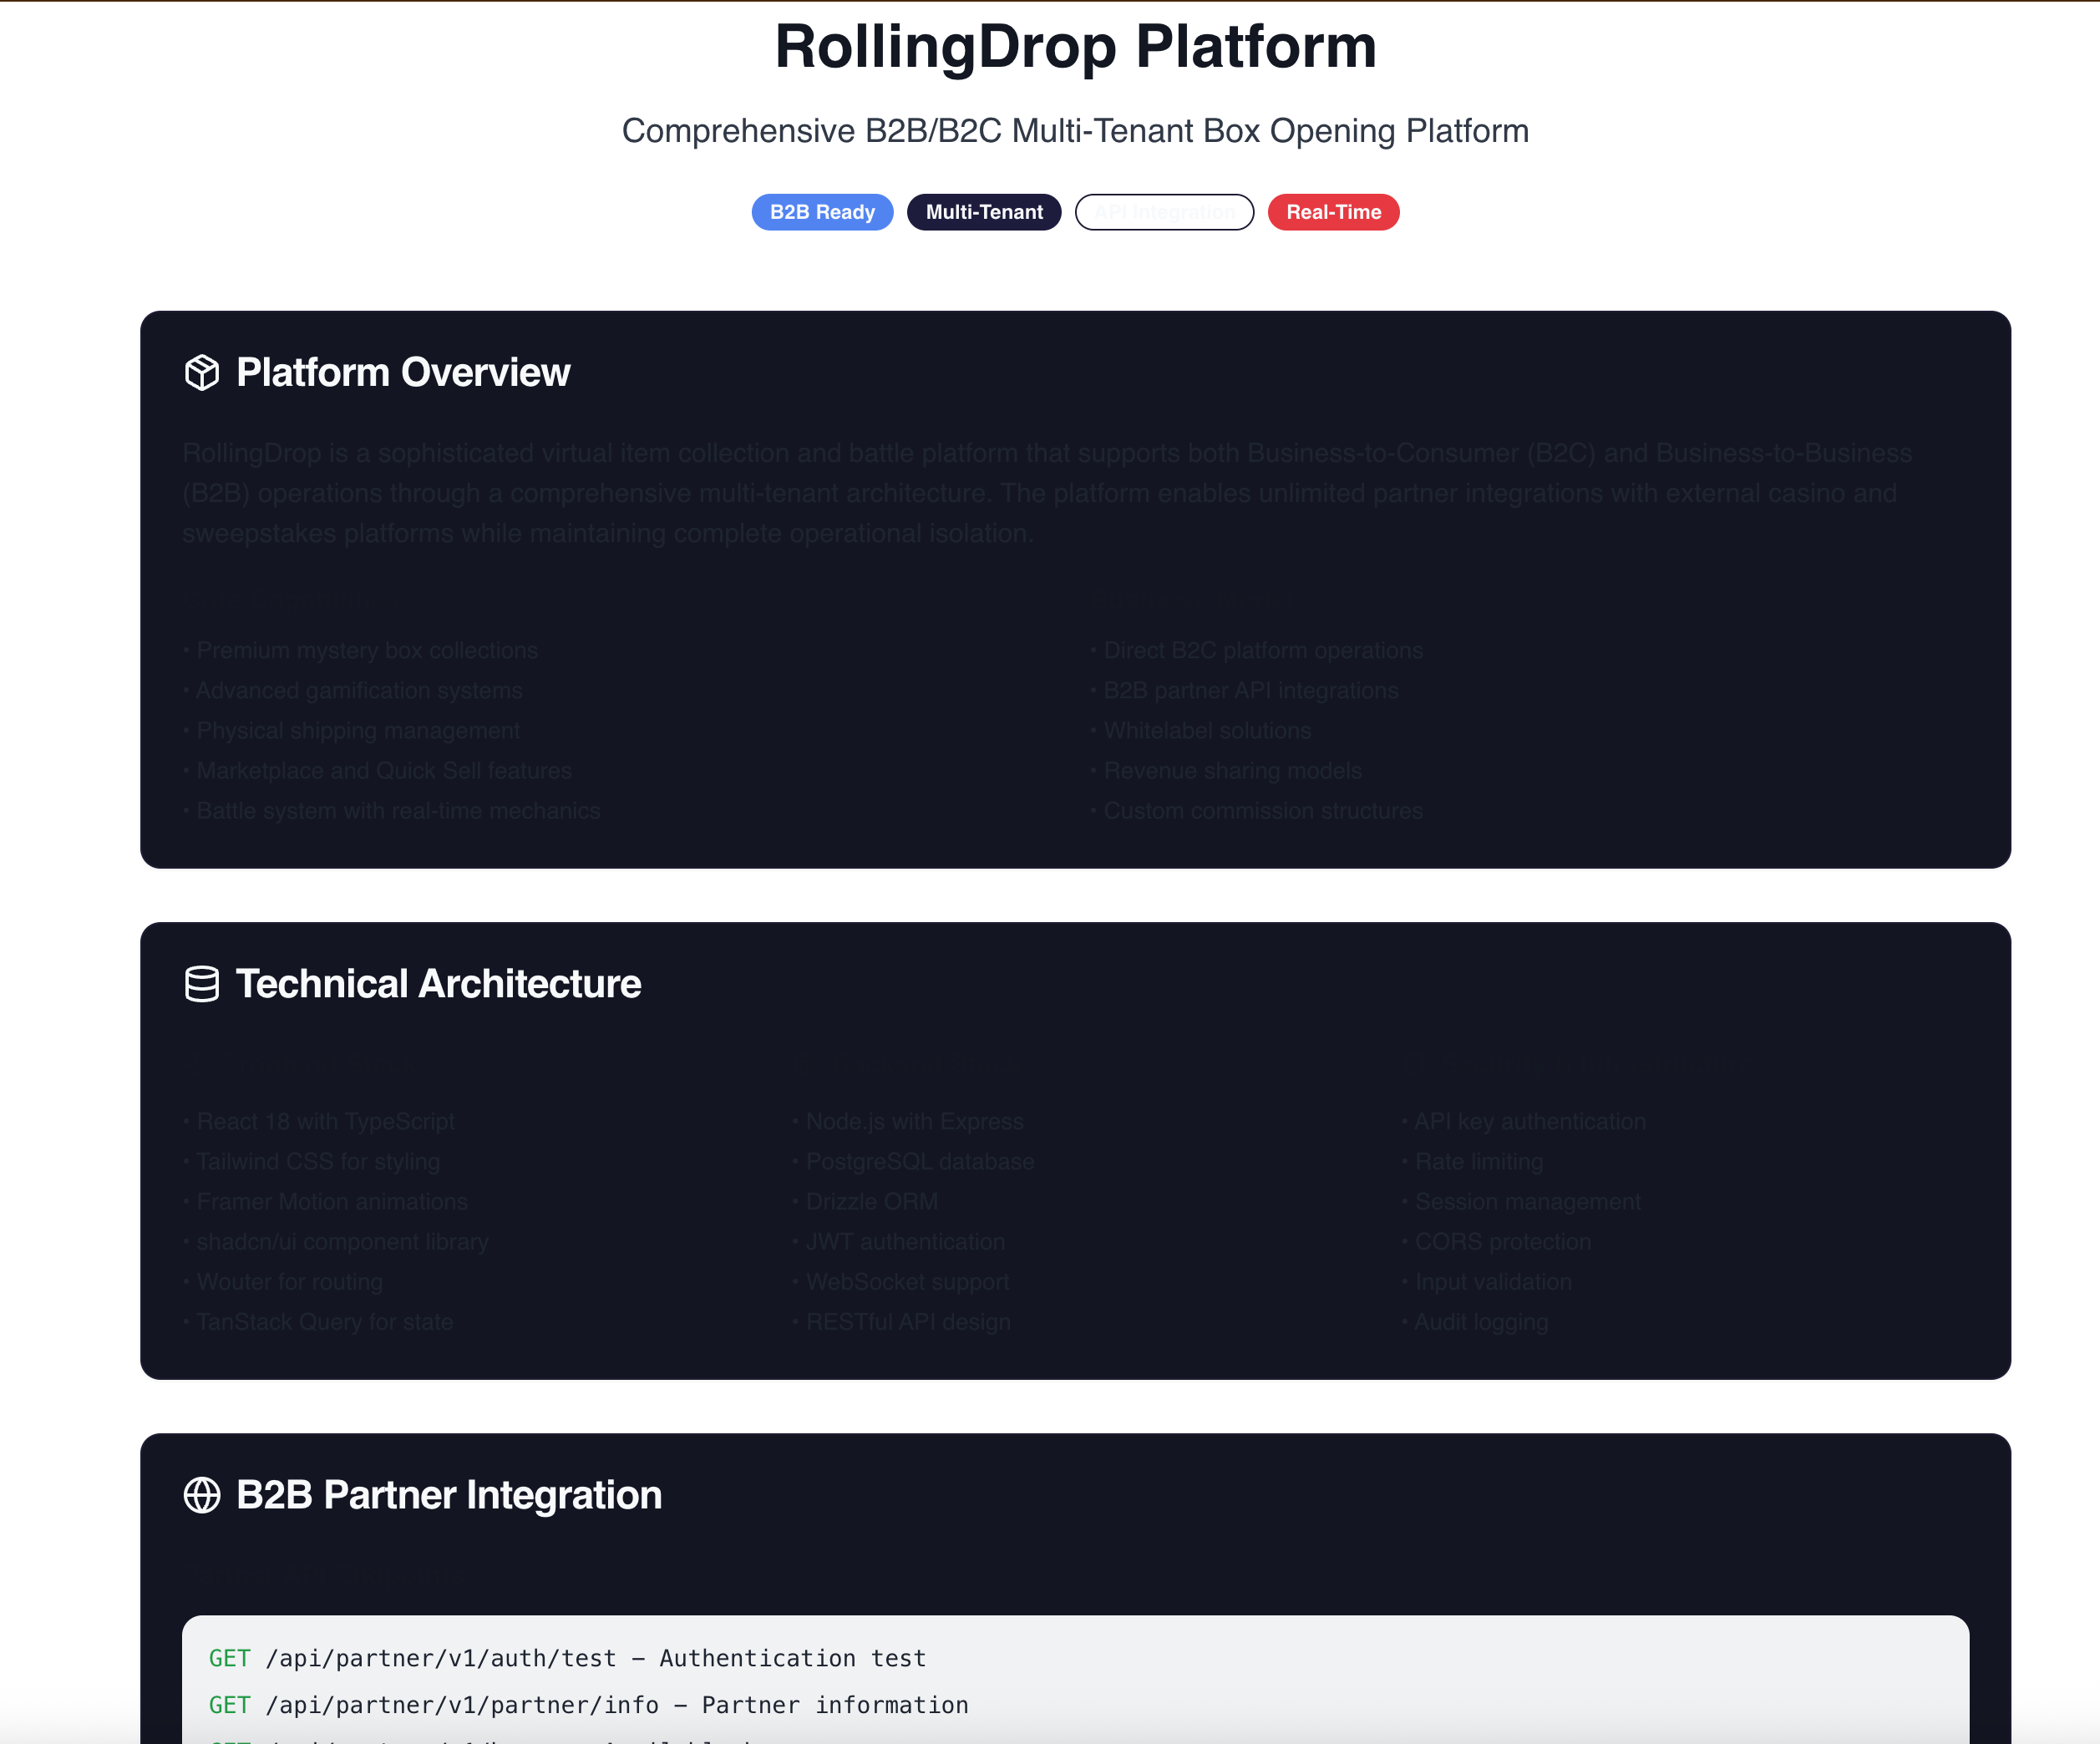 RollingDrop Platform
Comprehensive B2B/B2C Multi-Tenant Box Opening Platform
B2B Ready Multi-Tenant API Integration Real-Time
Platform Overview
RollingDrop is a sophisticated virtual item collection and battle platform that supports both Business-to-Consumer (B2C) and Business-to-Business
(B2B) operations through a comprehensive multi-tenant architecture. The platform enables unlimited partner integrations with external casino and
sweepstakes platforms while maintaining complete operational isolation.
• Premium mystery box collections
• Advanced gamification systems
• Physical shipping management
• Marketplace and Quick Sell features
• Battle system with real-time mechanics
• Direct B2C platform operations
• B2B partner API integrations
• Whitelabel solutions
• Revenue sharing models
• Custom commission structures
Technical Architecture
• React 18 with TypeScript
• Tailwind CSS for styling
• Framer Motion animations
• shadcn/ui component library
• Wouter for routing
• TanStack Query for state
• Node.js with Express
• PostgreSQL database
• Drizzle ORM
• JWT authentication
• WebSocket support
• RESTful API design
• API key authentication
• Rate limiting
• Session management
• CORS protection
• Input validation
• Audit logging
B2B Partner Integration
GET /api/partner/v1/auth/test – Authentication test
GET /api/partner/v1/partner/info – Partner information